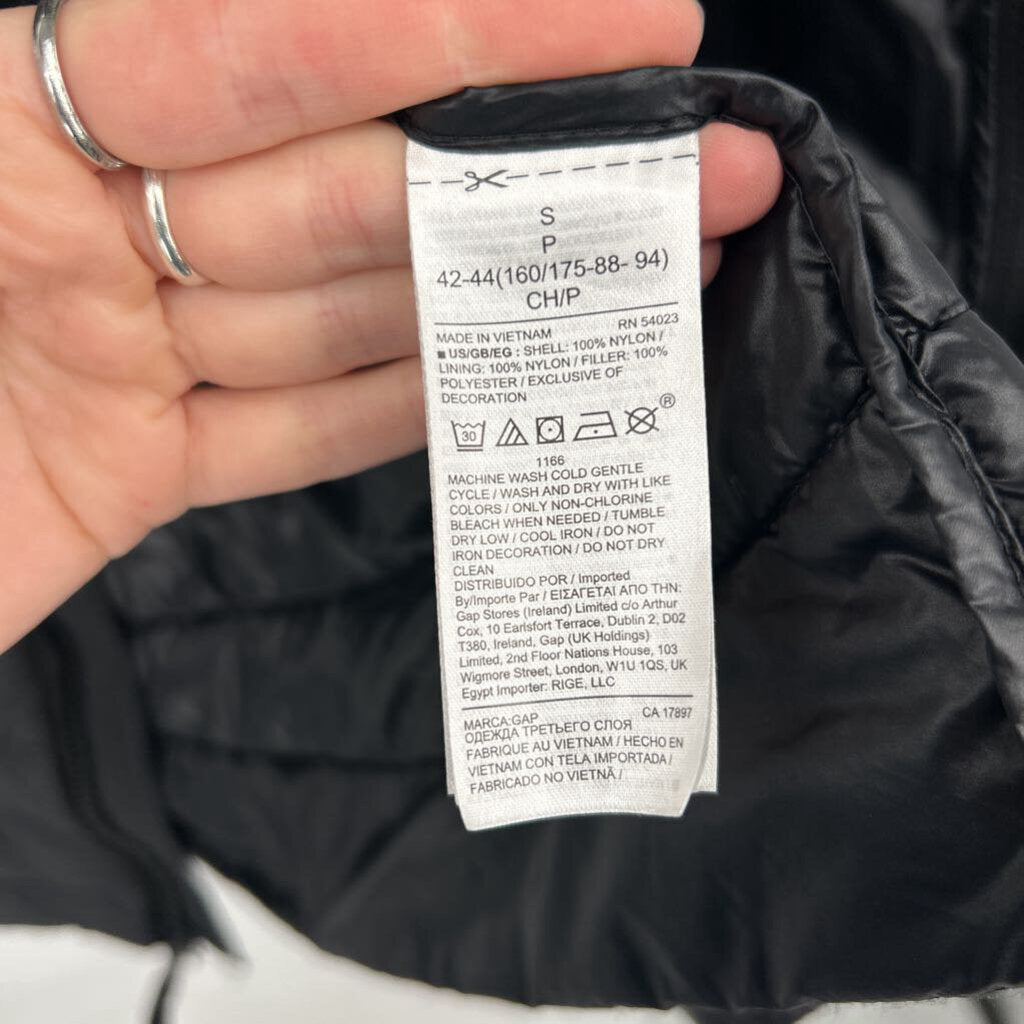 S
P
42-44(160/175-88- 94)
CH/P
MADE IN VIETNAM RN 54023
■ US/GB/EG : SHELL: 100% NYLON /
LINING: 100% NYLON / FILLER: 100%
POLYESTER / EXCLUSIVE OF
DECORATION
30
®
1166
MACHINE WASH COLD GENTLE
CYCLE / WASH AND DRY WITH LIKE
COLORS / ONLY NON-CHLORINE
BLEACH WHEN NEEDED / TUMBLE
DRY LOW / COOL IRON / DO NOT
IRON DECORATION / DO NOT DRY
CLEAN
DISTRIBUIDO POR / Imported
By/Importe Par / ΕΙΣΑΓΕΤΑΙ ΑΠΟ ΤΗΝ:
Gap Stores (Ireland) Limited c/o Arthur
Cox, 10 Earlsfort Terrace, Dublin 2, D02
T380, Ireland, Gap (UK Holdings)
Limited, 2nd Floor Nations House, 103
Wigmore Street, London, W1U 1QS, UK
Egypt Importer: RIGE, LLC
MARCA:GAP CA 17897
ОДЕЖДА ТРЕТЬЕГО СЛОЯ
FABRIQUE AU VIETNAM / HECHO EN
VIETNAM CON TELA IMPORTADA /
FABRICADO NO VIETNÃ /